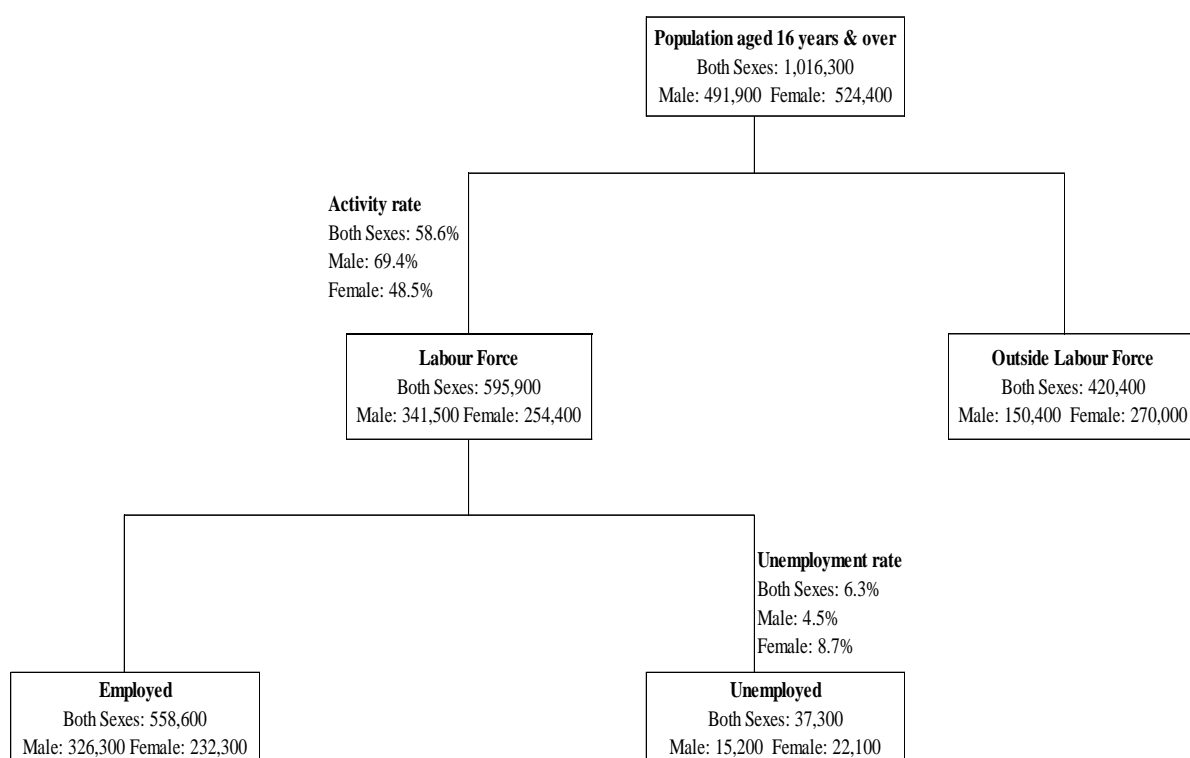 Population aged 16 years & over
Both Sexes: 1,016,300
Male: 491,900 Female: 524,400
Activity rate
Both Sexes: 58.6%
Male: 69.4%
Female: 48.5%
Labour Force
Both Sexes: 595,900
Male: 341,500 Female: 254,400
Outside Labour Force
Both Sexes: 420,400
Male: 150,400 Female: 270,000
Unemployment rate
Both Sexes: 6.3%
Male: 4.5%
Female: 8.7%
Employed
Both Sexes: 558,600
Male: 326,300 Female: 232,300
Unemployed
Both Sexes: 37,300
Male: 15,200 Female: 22,100